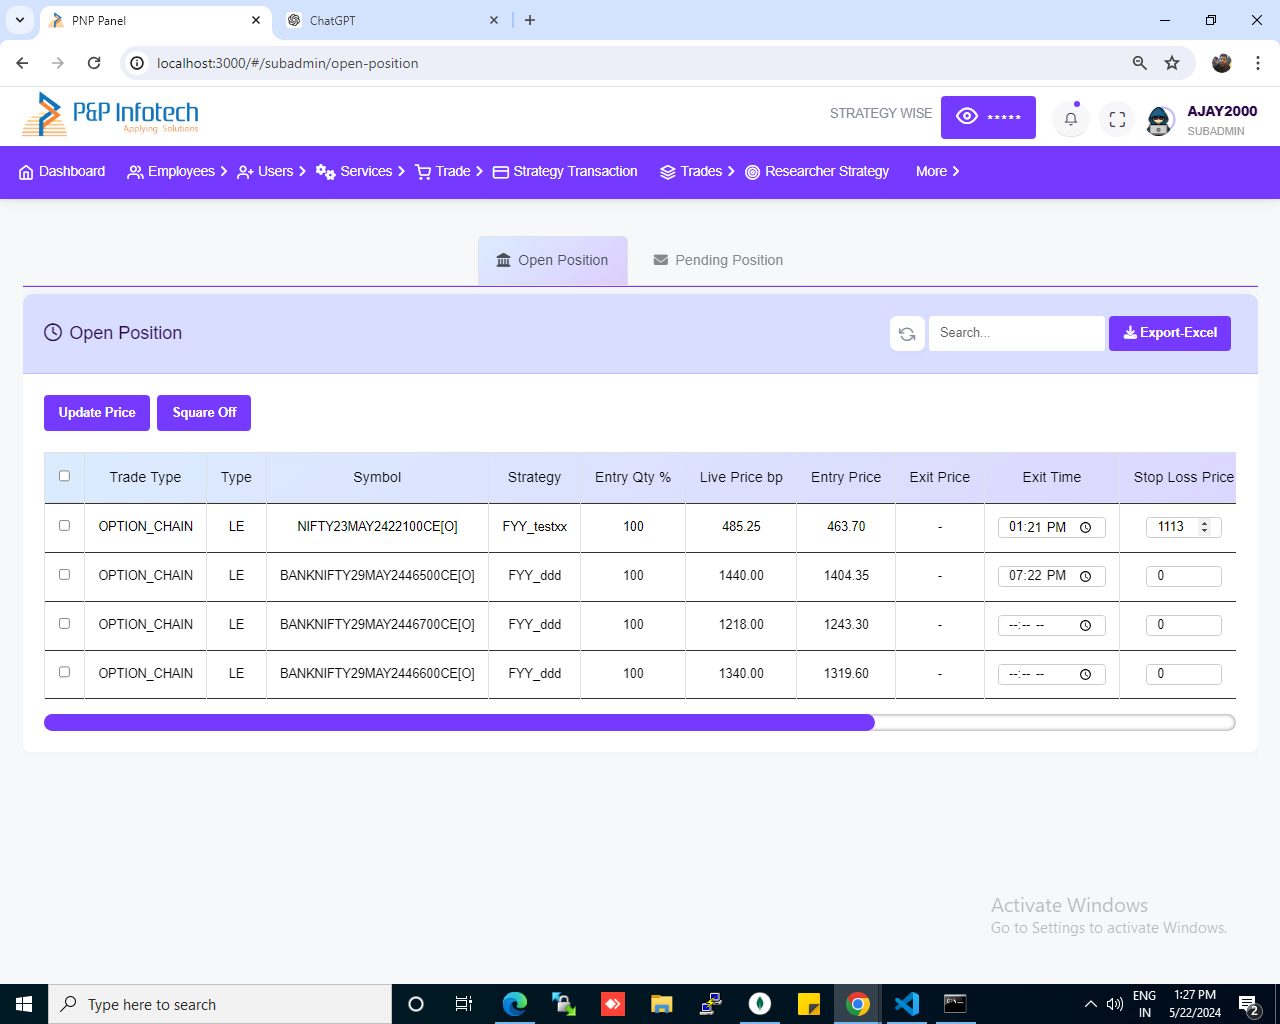 PNP Panel
ChatGPT
localhost:3000/#/subadmin/open-position
P&P Infotech
Applying Solutions
STRATEGY WISE
*****
AJAY2000
SUBADMIN
Dashboard Employees Users Services Trade Strategy Transaction Trades Researcher Strategy More
Open Position
Pending Position
Open Position
Search...
Export-Excel
Update Price
Square Off
Trade Type Type Symbol Strategy Entry Qty % Live Price bp Entry Price Exit Price Exit Time Stop Loss Price
OPTION_CHAIN LE NIFTY23MAY2422100CE[O] FYY_testxx 100 485.25 463.70 - 01:21 PM 1113
OPTION_CHAIN LE BANKNIFTY29MAY2446500CE[O] FYY_ddd 100 1440.00 1404.35 - 07:22 PM 0
OPTION_CHAIN LE BANKNIFTY29MAY2446700CE[O] FYY_ddd 100 1218.00 1243.30 - --:-- -- 0
OPTION_CHAIN LE BANKNIFTY29MAY2446600CE[O] FYY_ddd 100 1340.00 1319.60 - --:-- -- 0
Activate Windows
Go to Settings to activate Windows.
Type here to search
ENG
IN
1:27 PM
5/22/2024
2